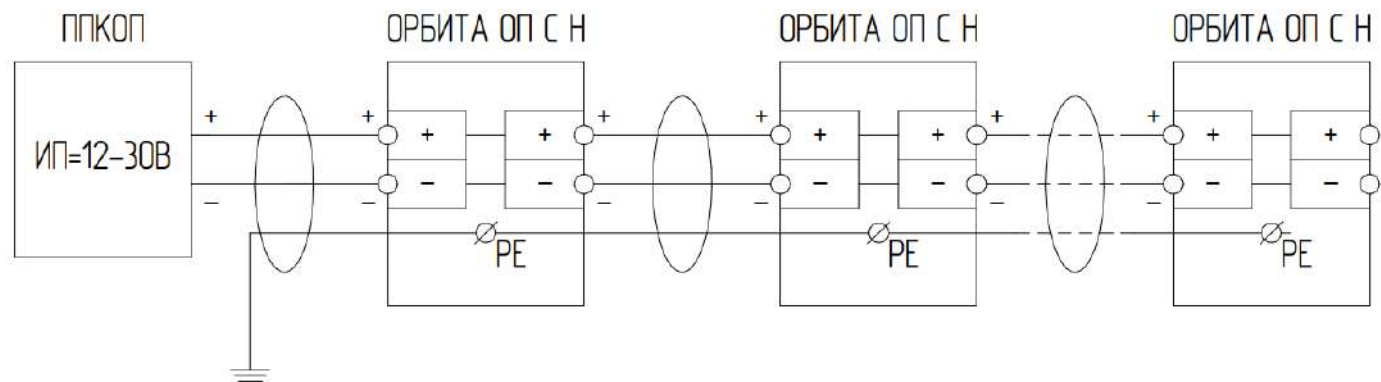 ППКОП ОРБИТА ОП С Н ОРБИТА ОП С Н ОРБИТА ОП С Н
+ + + + + +
+ + + + + +
ИП=12-30В
− − − − − −
− − − − − −
PE PE PE